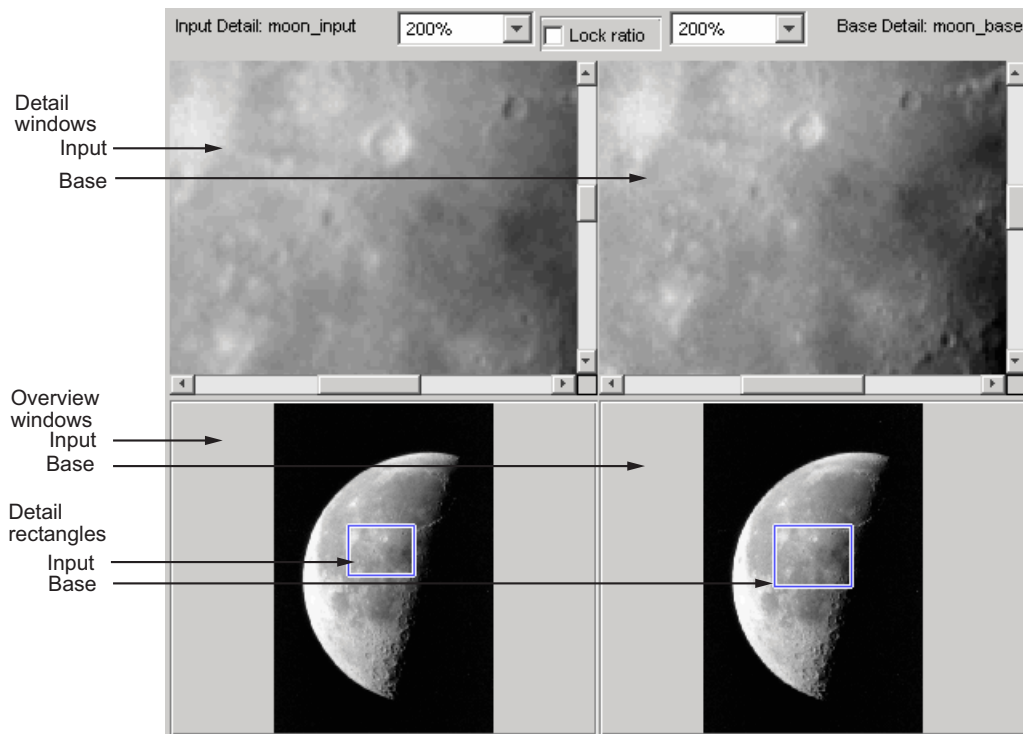 Input Detail: moon_input 200% Lock ratio 200% Base Detail: moon_base
Detail
windows
Input
Base
Overview
windows
Input
Base
Detail
rectangles
Input
Base